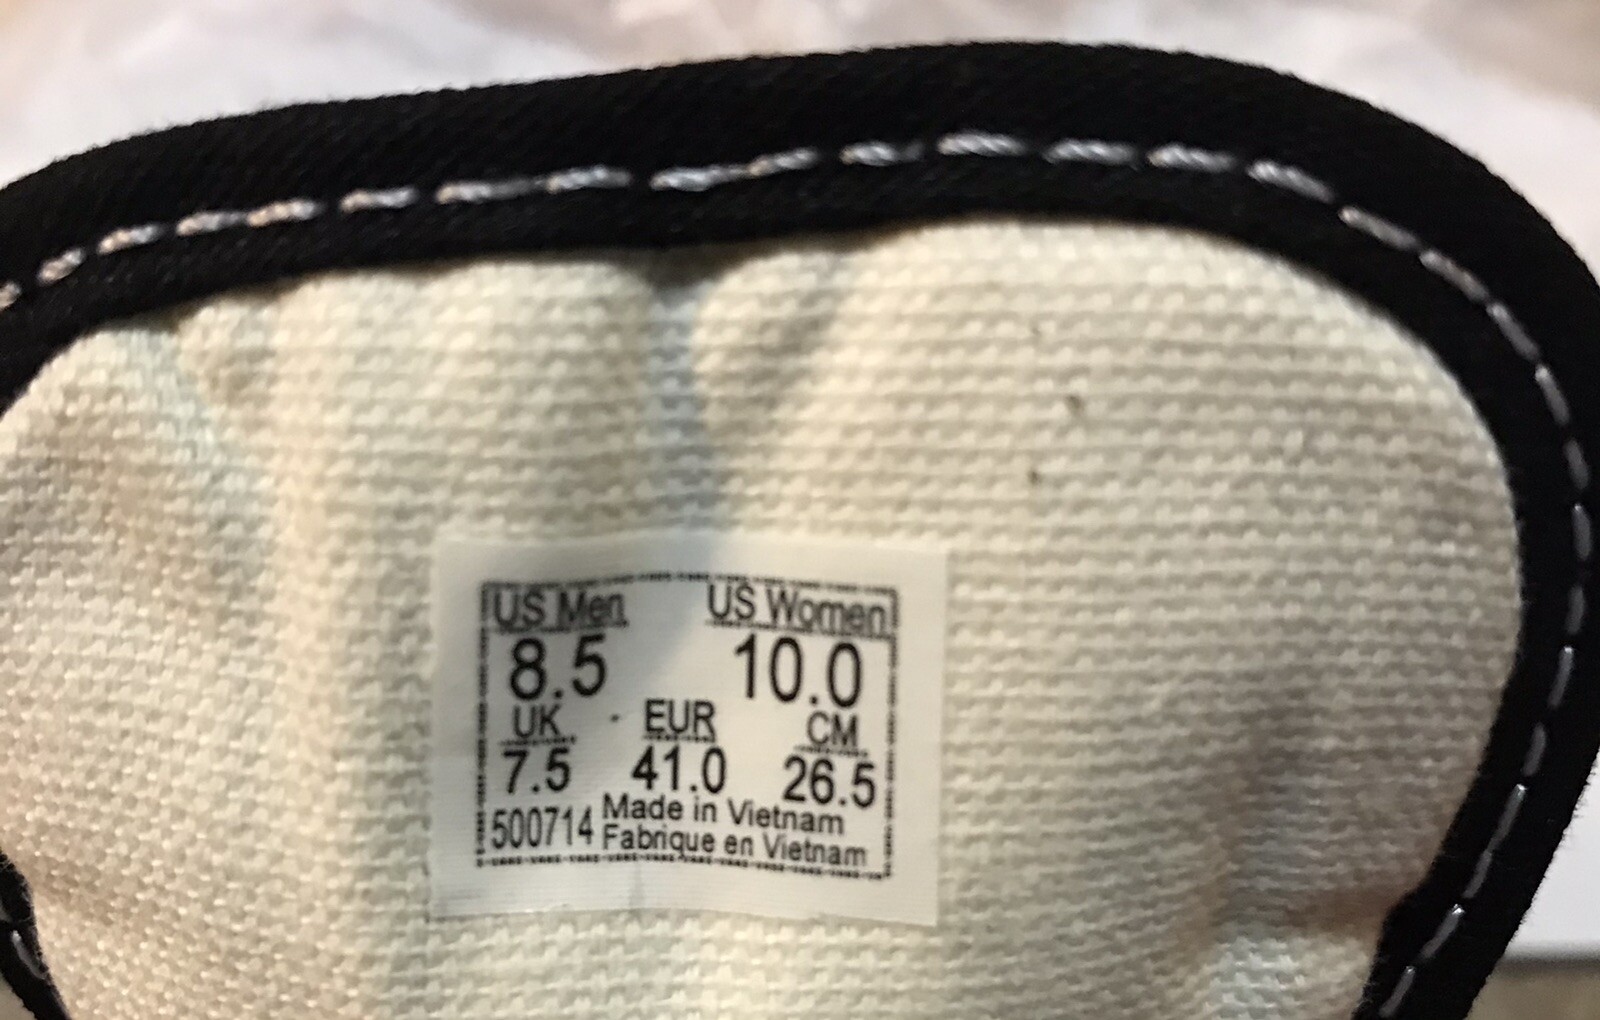 US Men US Women
8.5 10.0
UK EUR CM
7.5 41.0 26.5
500714 Made in Vietnam
Fabrique en Vietnam